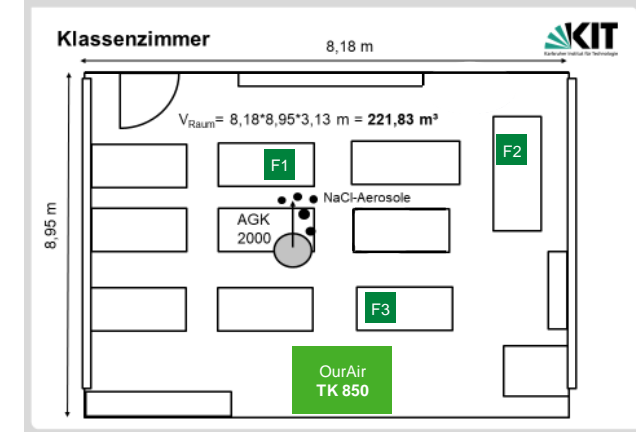 Klassenzimmer
8,18 m
KIT
Karlsruher Institut für Technologie
V_Raum= 8,18*8,95*3,13 m = 221,83 m³
F1
F2
NaCl-Aerosole
AGK
2000
8,95 m
F3
OurAir
TK 850